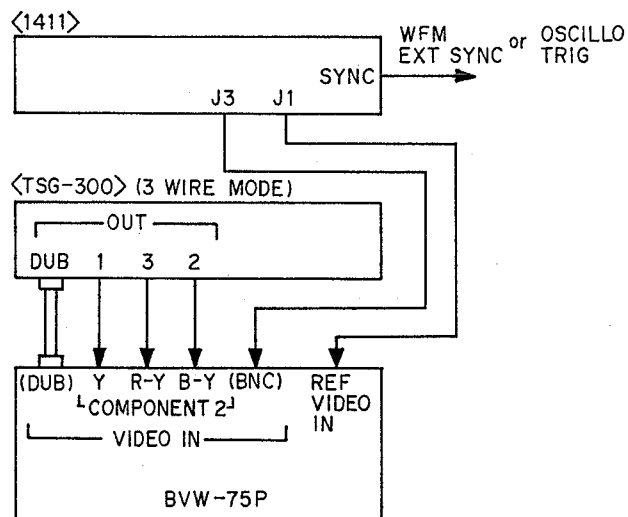 <1411>
WFM
EXT SYNC or OSCILLO
TRIG
SYNC
J3 J1
<TSG-300> (3 WIRE MODE)
OUT
DUB 1 3 2
(DUB) Y R-Y B-Y (BNC) REF
VIDEO
IN
COMPONENT 2
VIDEO IN
BVW-75P